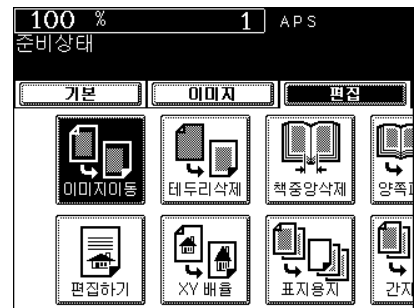 100 % 1 APS
준비상태
기본 이미지 편집
이미지이동 테두리삭제 책중앙삭제
편집하기 XY 배율 표지용지